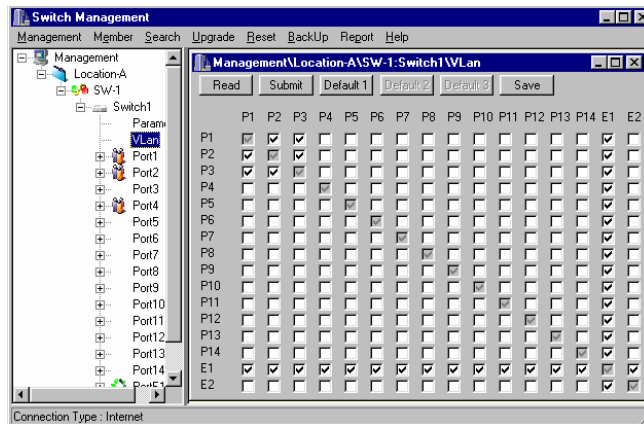 Switch Management
Management Member Search Upgrade Reset BackUp Report Help
Management
Location-A
SW-1
Switch1
Param
VLan
Port1
Port2
Port3
Port4
Port5
Port6
Port7
Port8
Port9
Port10
Port11
Port12
Port13
Port14
PortE1
Management\Location-A\SW-1:Switch1\VLan
Read Submit Default 1 Default 2 Default 3 Save
P1 P2 P3 P4 P5 P6 P7 P8 P9 P10 P11 P12 P13 P14 E1 E2
P1
P2
P3
P4
P5
P6
P7
P8
P9
P10
P11
P12
P13
P14
E1
E2
Connection Type : Internet